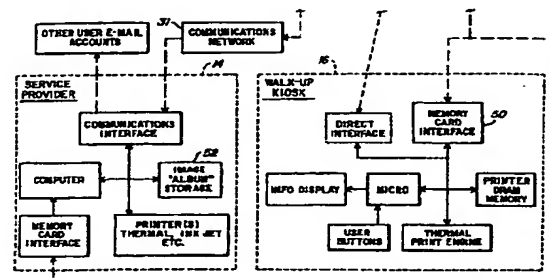 OTHER USER E-MAIL
ACCOUNTS
31
COMMUNICATIONS
NETWORK
14
SERVICE
PROVIDER
COMMUNICATIONS
INTERFACE
COMPUTER
52
IMAGE
"ALBUM"
STORAGE
MEMORY
CARD
INTERFACE
PRINTER(S)
THERMAL, INK JET
ETC.
16
WALK-UP
KIOSK
DIRECT
INTERFACE
MEMORY
CARD
INTERFACE
50
INFO DISPLAY
MICRO
PRINTER
DRAM
MEMORY
USER
BUTTONS
THERMAL
PRINT ENGINE